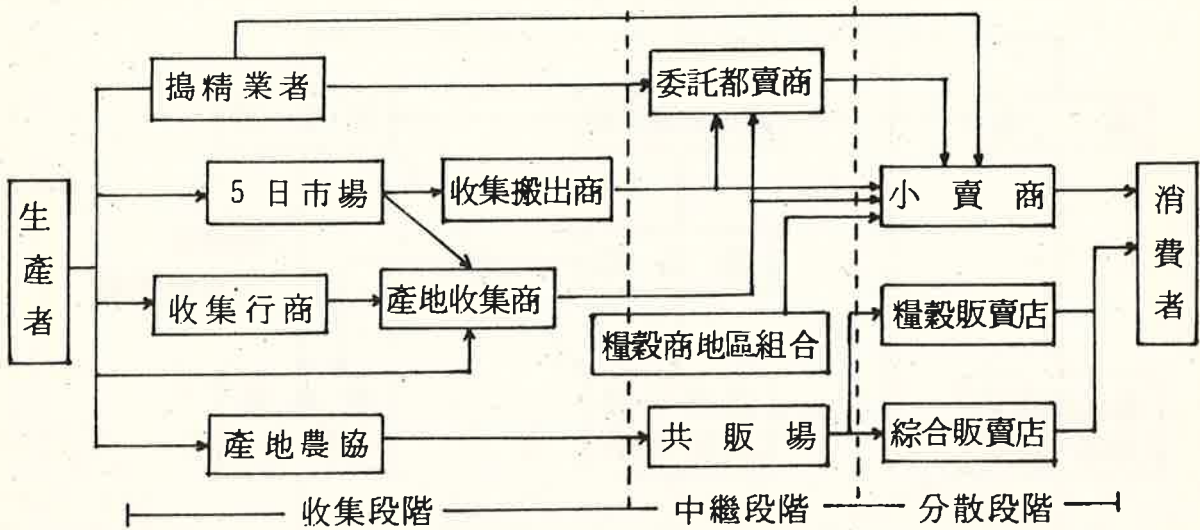 搗精業者
委託都賣商
生產者
5日市場
收集搬出商
小賣商
消費者
收集行商
產地收集商
糧穀商地區組合
糧穀販賣店
產地農協
共販場
綜合販賣店
收集段階
中繼段階
分散段階